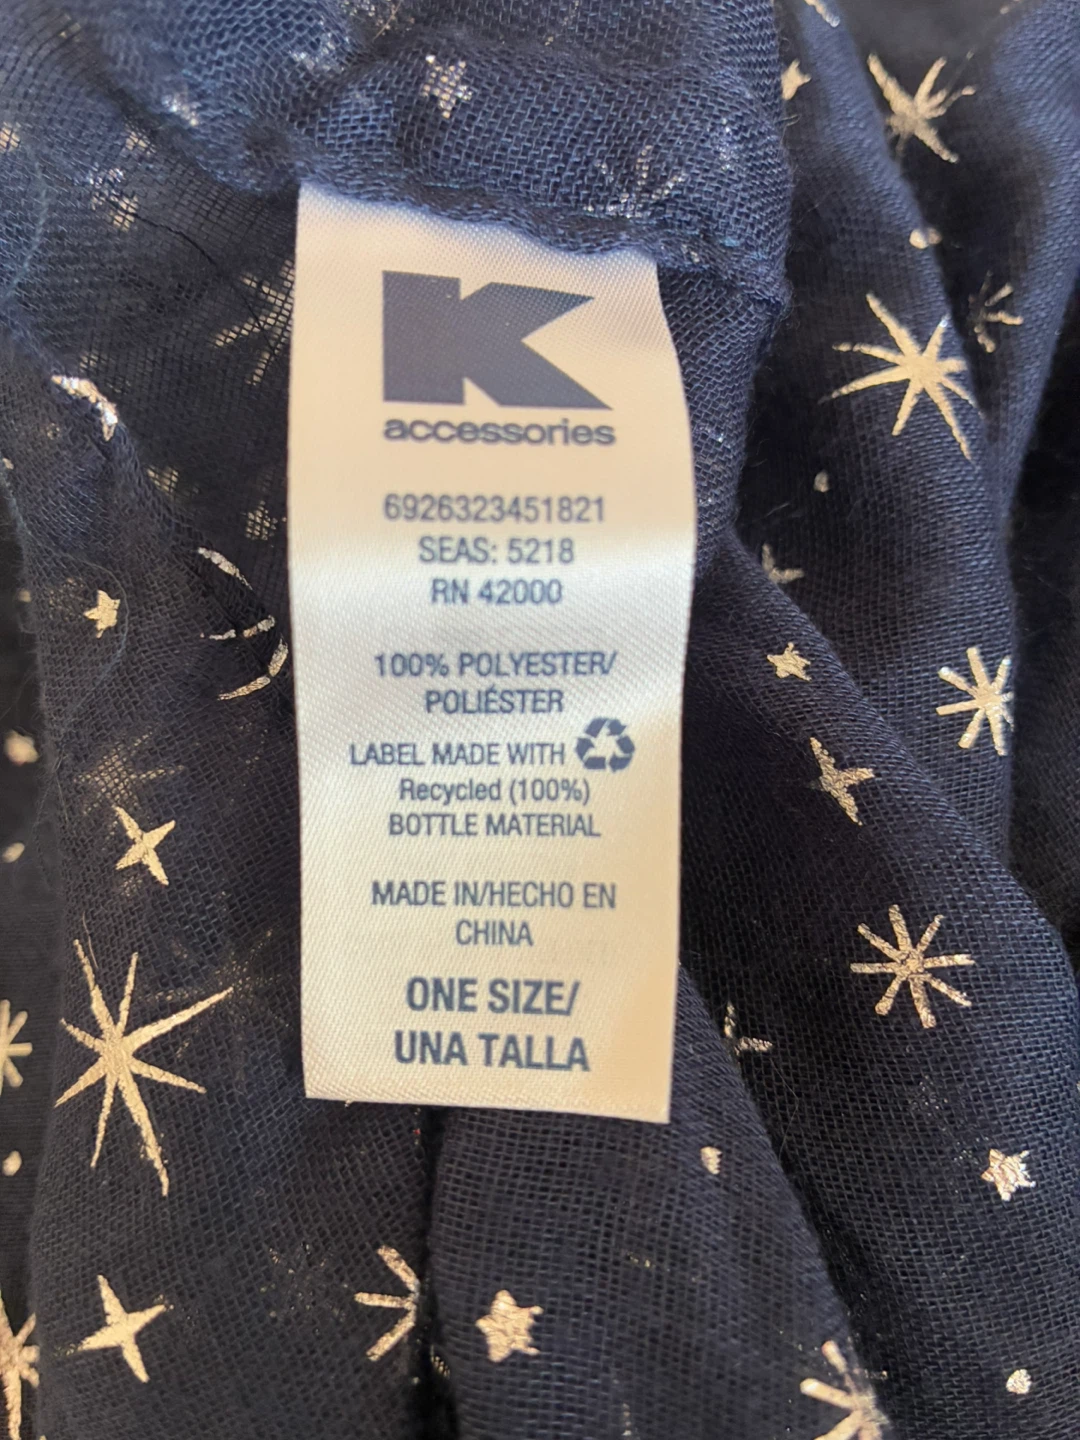 K
accessories
6926323451821
SEAS: 5218
RN 42000
100% POLYESTER/
POLIÉSTER
LABEL MADE WITH
Recycled (100%)
BOTTLE MATERIAL
MADE IN/HECHO EN
CHINA
ONE SIZE/
UNA TALLA